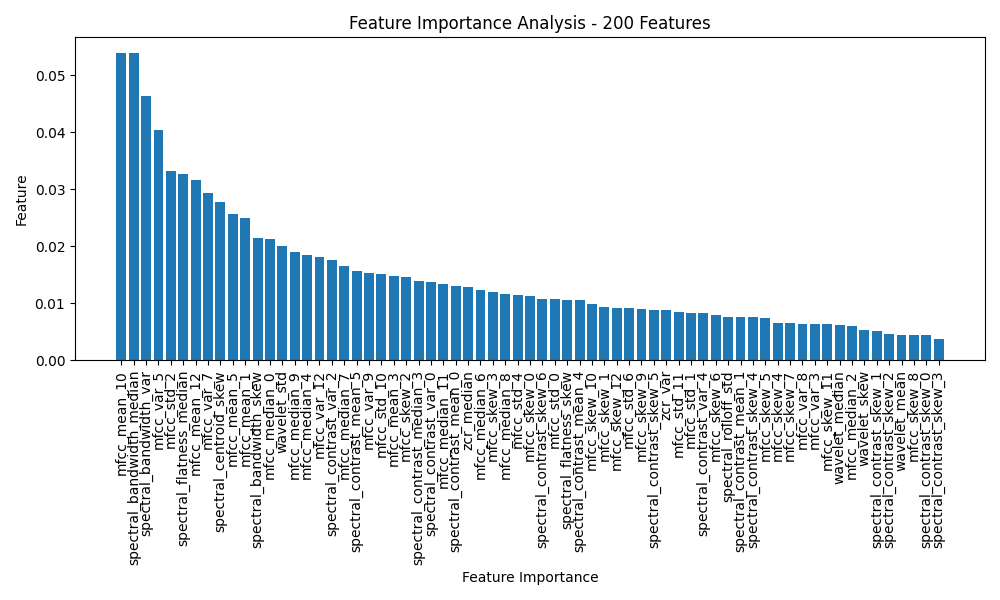 Feature Importance Analysis - 200 Features
Feature
0.05
0.04
0.03
0.02
0.01
0.00
mfcc_mean_10
spectral_bandwidth_median
spectral_bandwidth_var
mfcc_var_5
mfcc_std_2
spectral_flatness_median
mfcc_mean_12
mfcc_var_7
spectral_centroid_skew
mfcc_mean_5
mfcc_mean_1
spectral_bandwidth_skew
mfcc_median_0
wavelet_std
mfcc_median_9
mfcc_median_4
mfcc_var_12
spectral_contrast_var_2
mfcc_median_7
spectral_contrast_mean_5
mfcc_var_9
mfcc_std_10
mfcc_mean_3
mfcc_skew_2
spectral_contrast_median_3
spectral_contrast_var_0
mfcc_median_11
spectral_contrast_mean_0
zcr_median
mfcc_median_6
mfcc_skew_3
mfcc_median_8
mfcc_std_4
mfcc_skew_0
spectral_contrast_skew_6
mfcc_std_0
spectral_flatness_skew
spectral_contrast_mean_4
mfcc_skew_10
mfcc_skew_1
mfcc_skew_12
mfcc_std_6
mfcc_skew_9
spectral_contrast_skew_5
zcr_var
mfcc_std_11
mfcc_std_1
spectral_contrast_var_4
mfcc_skew_6
spectral_rolloff_std
spectral_contrast_mean_1
spectral_contrast_skew_4
mfcc_skew_5
mfcc_skew_4
mfcc_skew_7
mfcc_var_8
mfcc_var_3
mfcc_skew_11
wavelet_median
mfcc_median_2
wavelet_skew
spectral_contrast_skew_1
spectral_contrast_skew_2
wavelet_mean
mfcc_skew_8
spectral_contrast_skew_0
spectral_contrast_skew_3
Feature Importance